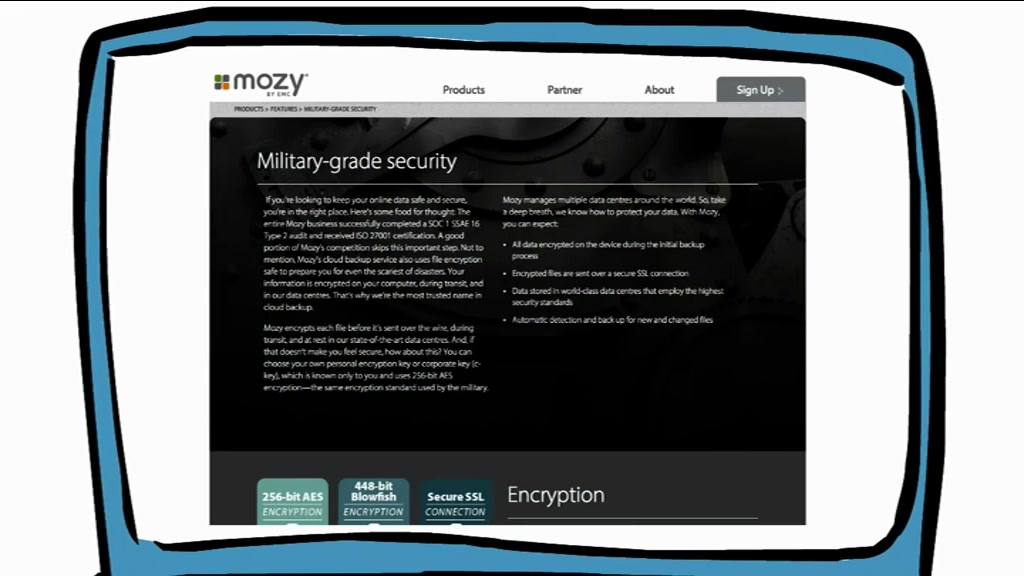 mozy
BY EMC
Products
Partner
About
Sign Up >
PRODUCTS > FEATURES > MILITARY-GRADE SECURITY
Military-grade security
If you're looking to keep your online data safe and secure,
you're in the right place. Here's some food for thought: The
entire Mozy business successfully completed a SOC 1 SSAE 16
Type 2 audit and received ISO 27001 certification. A good
portion of Mozy's competition skips this important step. Not to
mention, Mozy's cloud backup service also uses file encryption
safe to prepare you for even the scariest of disasters. Your
information is encrypted on your computer, during transit, and
in our data centres. That's why we're the most trusted name in
cloud backup.
Mozy encrypts each file before it's sent over the wire, during
transit, and at rest in our state-of-the-art data centres. And, if
that doesn't make you feel secure, how about this? You can
choose your own personal encryption key or corporate key (c-
key), which is known only to you and uses 256-bit AES
encryption—the same encryption standard used by the military.
Mozy manages multiple data centres around the world. So, take
a deep breath, we know how to protect your data. With Mozy,
you can expect:
• All data encrypted on the device during the initial backup
process
• Encrypted files are sent over a secure SSL connection
• Data stored in world-class data centres that employ the highest
security standards
• Automatic detection and back up for new and changed files
256-bit AES
ENCRYPTION
448-bit
Blowfish
ENCRYPTION
Secure SSL
CONNECTION
Encryption